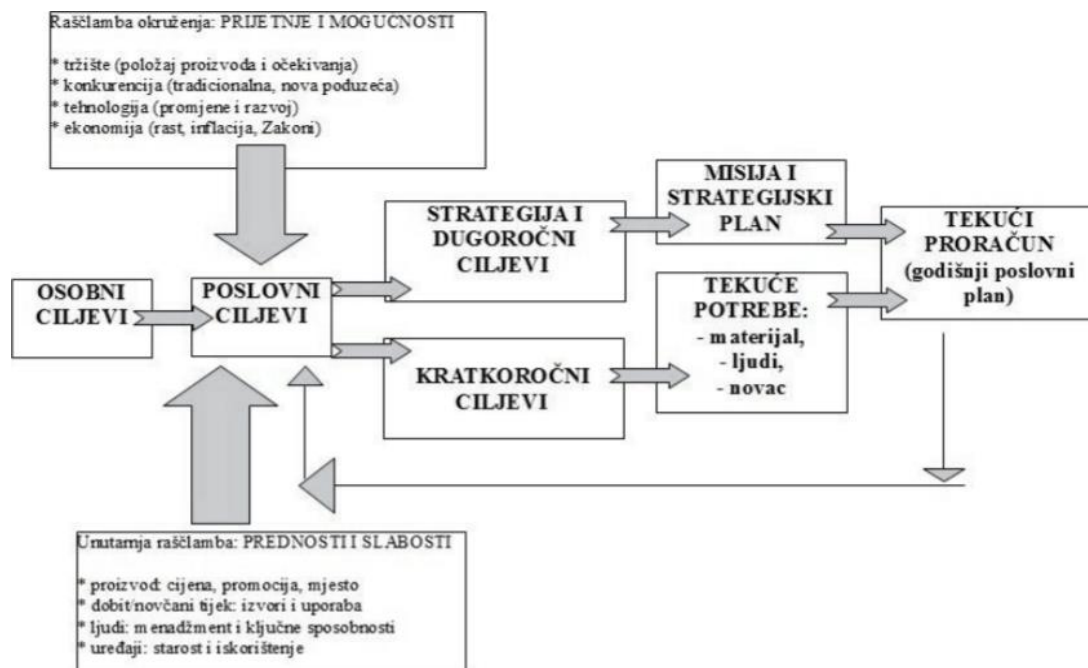 Raščlamba okruženja: PRIJETNJE I MOGUĆNOSTI
* tržište (položaj proizvoda i očekivanja)
* konkurencija (tradicionalna, nova poduzeća)
* tehnologija (promjene i razvoj)
* ekonomija (rast, inflacija, Zakoni)
OSOBNI
CILJEVI
POSLOVNI
CILJEVI
STRATEGIJA I
DUGOROČNI
CILJEVI
KRATKOROČNI
CILJEVI
MISIJA I
STRATEGIJSKI
PLAN
TEKUĆE
POTREBE:
- materijal,
- ljudi,
- novac
TEKUĆI
PRORAČUN
(godišnji poslovni
plan)
Unutarnja raščlamba: PREDNOSTI I SLABOSTI
* proizvod: cijena, promocija, mjesto
* dobit/novčani tijek: izvori i uporaba
* ljudi: menadžment i ključne sposobnosti
* uređaji: starost i iskorištenje